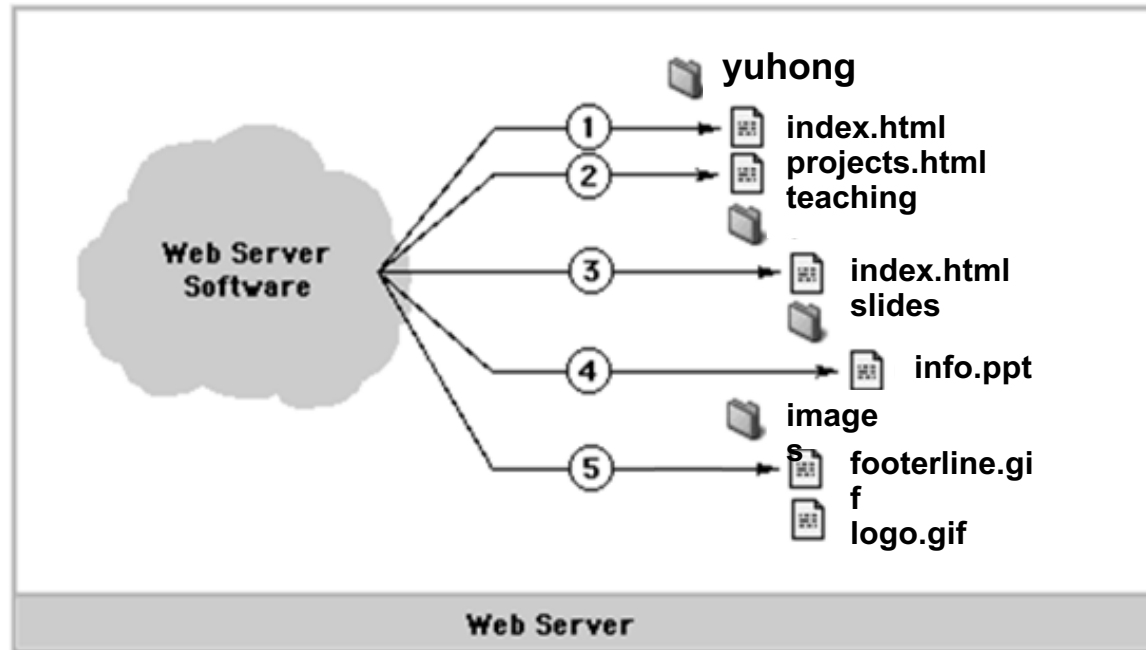 yuhong
1
index.html
2
projects.html
teaching
Web Server
Software
3
index.html
slides
4
info.ppt
image
s
5
footerline.gi
f
logo.gif
Web Server